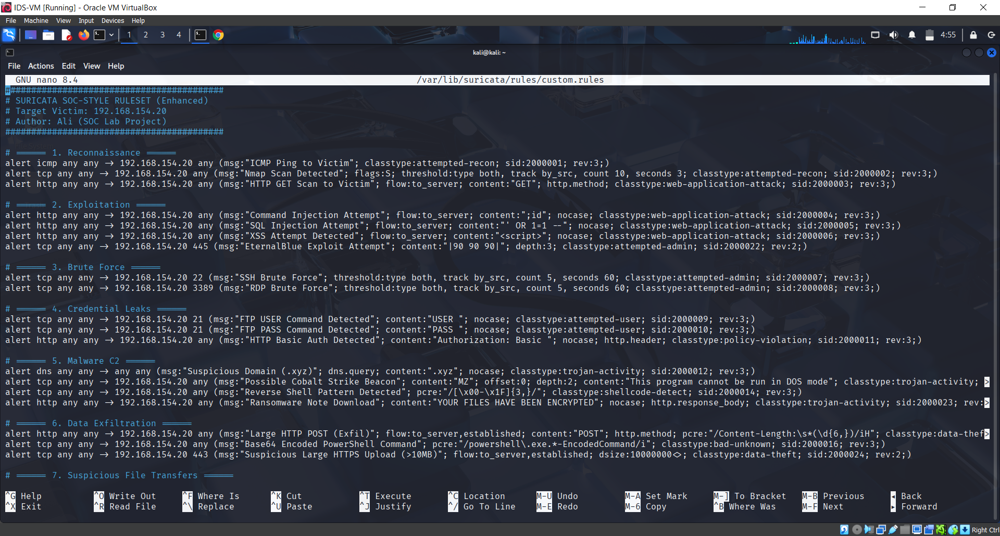 IDS-VM [Running] - Oracle VM VirtualBox
File Machine View Input Devices Help
1 2 3 4 4:55
kali@kali: ~
File Actions Edit View Help
GNU nano 8.4 /var/lib/suricata/rules/custom.rules
##########################################
# SURICATA SOC-STYLE RULESET (Enhanced)
# Target Victim: 192.168.154.20
# Author: Ali (SOC Lab Project)
##########################################
# ====== 1. Reconnaissance ======
alert icmp any any -> 192.168.154.20 any (msg:"ICMP Ping to Victim"; classtype:attempted-recon; sid:2000001; rev:3;)
alert tcp any any -> 192.168.154.20 any (msg:"Nmap Scan Detected"; flags:S; threshold:type both, track by_src, count 10, seconds 3; classtype:attempted-recon; sid:2000002; rev:3;)
alert http any any -> 192.168.154.20 any (msg:"HTTP GET Scan to Victim"; flow:to_server; content:"GET"; http.method; classtype:web-application-attack; sid:2000003; rev:3;)
# ====== 2. Exploitation ======
alert http any any -> 192.168.154.20 any (msg:"Command Injection Attempt"; flow:to_server; content:";id"; nocase; classtype:web-application-attack; sid:2000004; rev:3;)
alert http any any -> 192.168.154.20 any (msg:"SQL Injection Attempt"; flow:to_server; content:"' OR 1=1 --"; nocase; classtype:web-application-attack; sid:2000005; rev:3;)
alert http any any -> 192.168.154.20 any (msg:"XSS Attempt Detected"; flow:to_server; content:"<script>"; nocase; classtype:web-application-attack; sid:2000006; rev:3;)
alert tcp any any -> 192.168.154.20 445 (msg:"EternalBlue Exploit Attempt"; content:"|90 90 90|"; depth:3; classtype:attempted-admin; sid:2000022; rev:2;)
# ====== 3. Brute Force ======
alert tcp any any -> 192.168.154.20 22 (msg:"SSH Brute Force"; threshold:type both, track by_src, count 5, seconds 60; classtype:attempted-admin; sid:2000007; rev:3;)
alert tcp any any -> 192.168.154.20 3389 (msg:"RDP Brute Force"; threshold:type both, track by_src, count 5, seconds 60; classtype:attempted-admin; sid:2000008; rev:3;)
# ====== 4. Credential Leaks ======
alert tcp any any -> 192.168.154.20 21 (msg:"FTP USER Command Detected"; content:"USER "; nocase; classtype:attempted-user; sid:2000009; rev:3;)
alert tcp any any -> 192.168.154.20 21 (msg:"FTP PASS Command Detected"; content:"PASS "; nocase; classtype:attempted-user; sid:2000010; rev:3;)
alert http any any -> 192.168.154.20 any (msg:"HTTP Basic Auth Detected"; content:"Authorization: Basic "; nocase; http.header; classtype:policy-violation; sid:2000011; rev:3;)
# ====== 5. Malware C2 ======
alert dns any any -> any any (msg:"Suspicious Domain (.xyz)"; dns.query; content:".xyz"; nocase; classtype:trojan-activity; sid:2000012; rev:3;)
alert tcp any any -> 192.168.154.20 any (msg:"Possible Cobalt Strike Beacon"; content:"MZ"; offset:0; depth:2; content:"This program cannot be run in DOS mode"; classtype:trojan-activity; >
alert tcp any any -> 192.168.154.20 any (msg:"Reverse Shell Pattern Detected"; pcre:"/[\x00-\x1F]{3,}/"; classtype:shellcode-detect; sid:2000014; rev:3;)
alert http any any -> 192.168.154.20 any (msg:"Ransomware Note Download"; content:"YOUR FILES HAVE BEEN ENCRYPTED"; nocase; http.response_body; classtype:trojan-activity; sid:2000023; rev:>
# ====== 6. Data Exfiltration ======
alert http any any -> 192.168.154.20 any (msg:"Large HTTP POST (Exfil)"; flow:to_server,established; content:"POST"; http.method; pcre:"/Content-Length:\s*(\d{6,})/iH"; classtype:data-thef>
alert tcp any any -> 192.168.154.20 any (msg:"Base64 Encoded PowerShell Command"; pcre:"/powershell\.exe.*-EncodedCommand/i"; classtype:bad-unknown; sid:2000016; rev:3;)
alert tcp any any -> 192.168.154.20 443 (msg:"Suspicious Large HTTPS Upload (>10MB)"; flow:to_server,established; dsize:10000000<>; classtype:data-theft; sid:2000024; rev:2;)
# ====== 7. Suspicious File Transfers ======
^G Help ^O Write Out ^F Where Is ^K Cut ^T Execute ^C Location M-U Undo M-A Set Mark M-] To Bracket M-B Previous ◂ Back
^X Exit ^R Read File ^\ Replace ^U Paste ^J Justify ^/ Go To Line M-E Redo M-6 Copy ^B Where Was M-F Next ▸ Forward
Right Ctrl